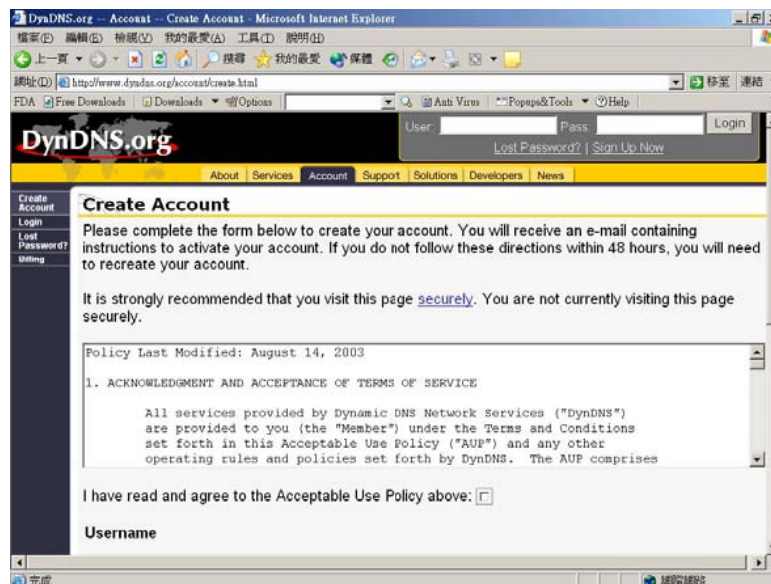 DynDNS.org -- Account -- Create Account - Microsoft Internet Explorer
檔案(F) 編輯(E) 檢視(V) 我的最愛(A) 工具(T) 說明(H)
上一頁 搜尋 我的最愛 媒體
網址(D) http://www.dyndns.org/account/create.html 移至 連結
FDA Free Downloads Downloads Options Anti Virus Popups&Tools Help
User: Pass: Login
DynDNS.org
Lost Password? | Sign Up Now
About Services Account Support Solutions Developers News
Create Account
Login
Lost Password?
Billing
Create Account
Please complete the form below to create your account. You will receive an e-mail containing
instructions to activate your account. If you do not follow these directions within 48 hours, you will need
to recreate your account.
It is strongly recommended that you visit this page securely. You are not currently visiting this page
securely.
Policy Last Modified: August 14, 2003
1. ACKNOWLEDGMENT AND ACCEPTANCE OF TERMS OF SERVICE
All services provided by Dynamic DNS Network Services ("DynDNS")
are provided to you (the "Member") under the Terms and Conditions
set forth in this Acceptable Use Policy ("AUP") and any other
operating rules and policies set forth by DynDNS. The AUP comprises
I have read and agree to the Acceptable Use Policy above:
Username
完成 網際網路